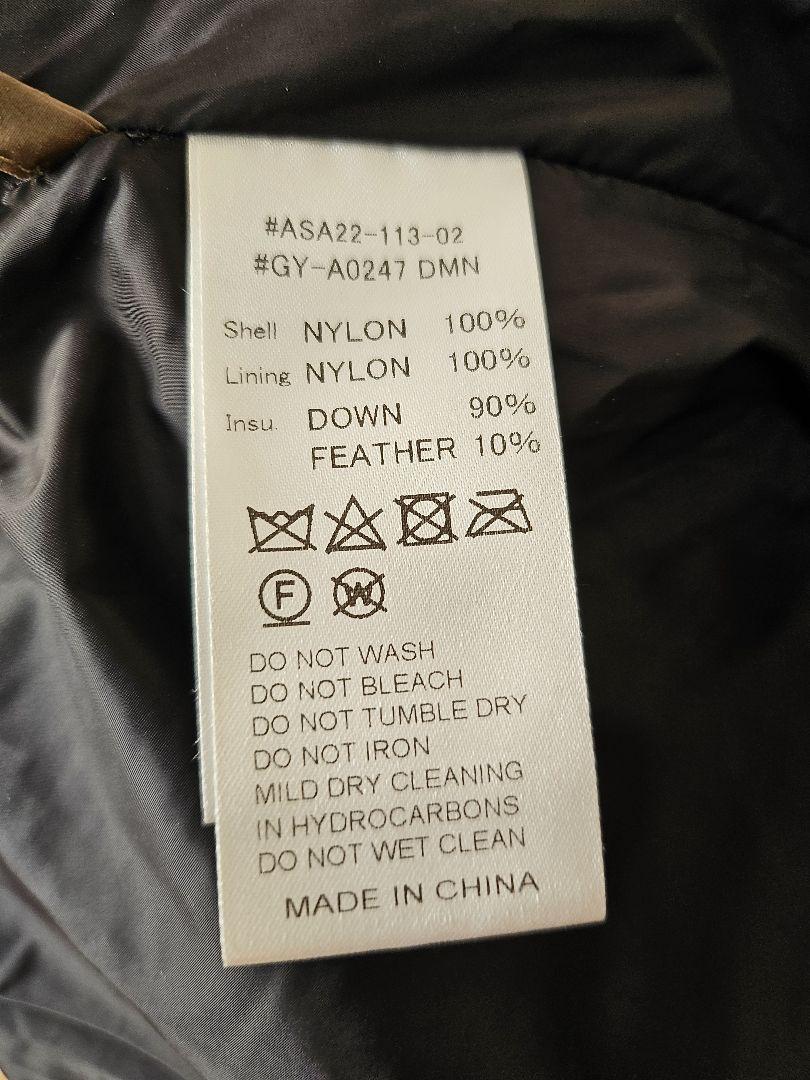 #ASA22-113-02
#GY-A0247 DMN
Shell NYLON 100%
Lining NYLON 100%
Insu. DOWN 90%
FEATHER 10%
F W
DO NOT WASH
DO NOT BLEACH
DO NOT TUMBLE DRY
DO NOT IRON
MILD DRY CLEANING
IN HYDROCARBONS
DO NOT WET CLEAN
MADE IN CHINA